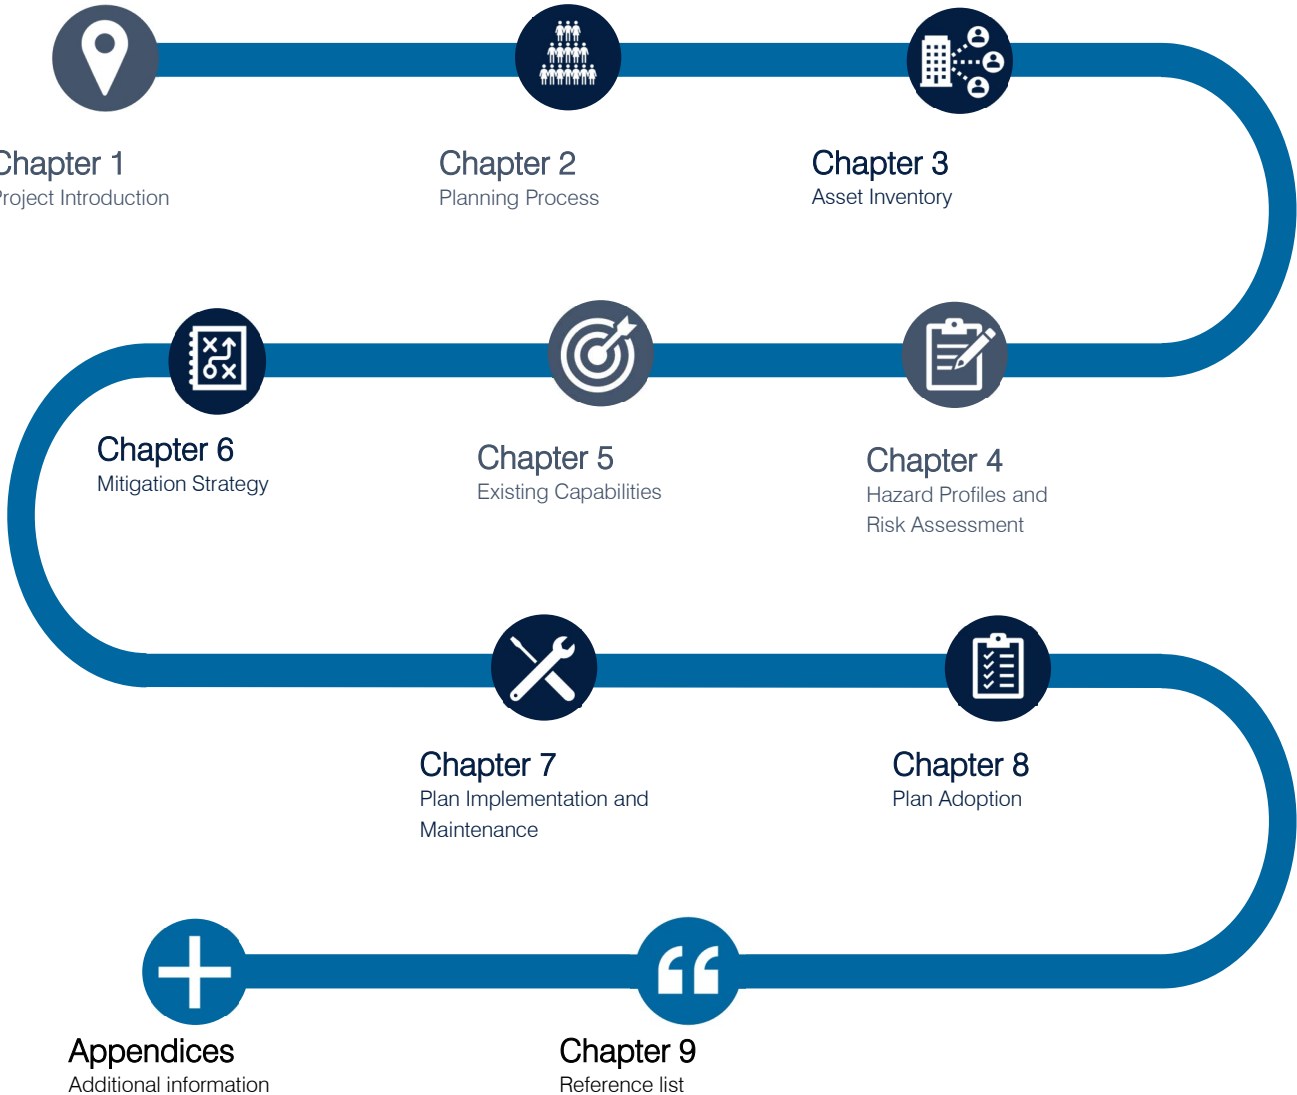 Chapter 1
Project Introduction
Chapter 2
Planning Process
Chapter 3
Asset Inventory
Chapter 6
Mitigation Strategy
Chapter 5
Existing Capabilities
Chapter 4
Hazard Profiles and
Risk Assessment
Chapter 7
Plan Implementation and
Maintenance
Chapter 8
Plan Adoption
Appendices
Additional information
Chapter 9
Reference list